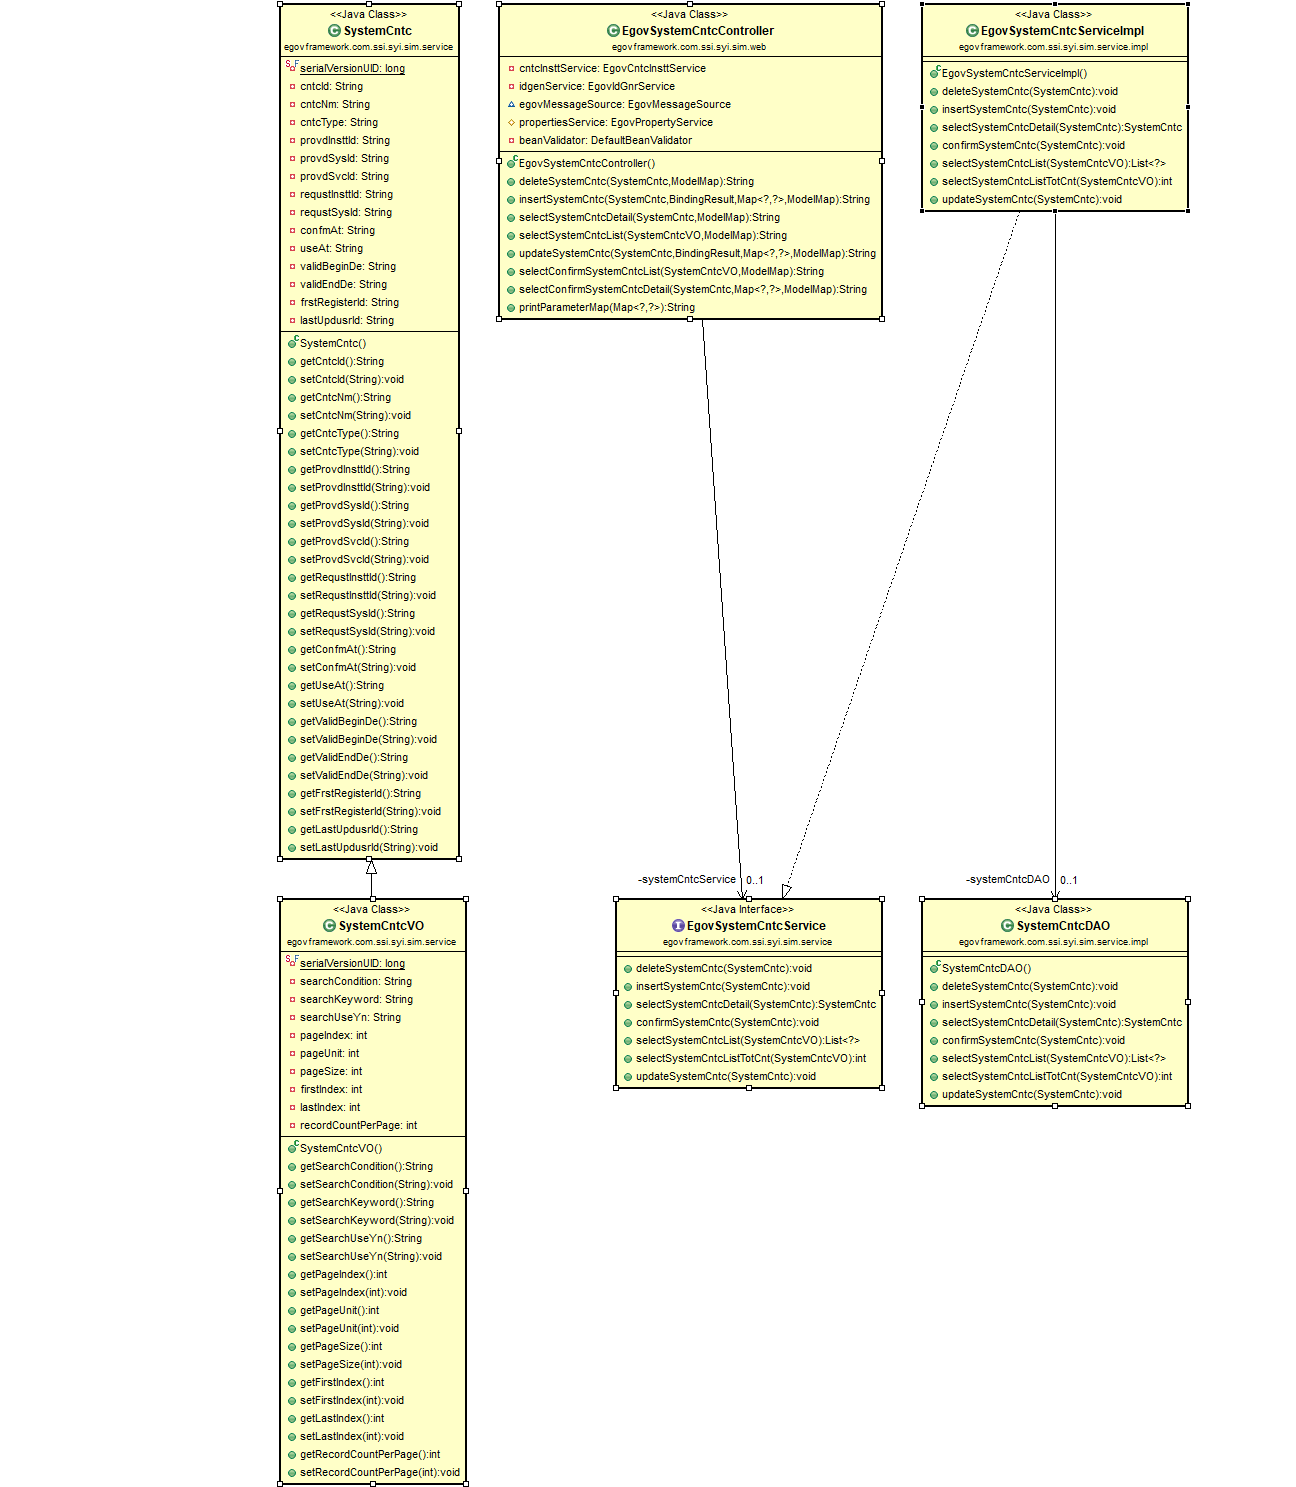 <<Java Class>>
SystemCntc
egovframework.com.ssi.syi.sim.service
serialVersionUID: long
cntcId: String
cntcNm: String
cntcType: String
provdInsttId: String
provdSysId: String
provdSvcId: String
requstInsttId: String
requstSysId: String
confmAt: String
useAt: String
validBeginDe: String
validEndDe: String
frstRegisterId: String
lastUpdusrId: String
SystemCntc()
getCntcId():String
setCntcId(String):void
getCntcNm():String
setCntcNm(String):void
getCntcType():String
setCntcType(String):void
getProvdInsttId():String
setProvdInsttId(String):void
getProvdSysId():String
setProvdSysId(String):void
getProvdSvcId():String
setProvdSvcId(String):void
getRequstInsttId():String
setRequstInsttId(String):void
getRequstSysId():String
setRequstSysId(String):void
getConfmAt():String
setConfmAt(String):void
getUseAt():String
setUseAt(String):void
getValidBeginDe():String
setValidBeginDe(String):void
getValidEndDe():String
setValidEndDe(String):void
getFrstRegisterId():String
setFrstRegisterId(String):void
getLastUpdusrId():String
setLastUpdusrId(String):void
<<Java Class>>
EgovSystemCntcController
egovframework.com.ssi.syi.sim.web
cntcInsttService: EgovCntcInsttService
idgenService: EgovIdGnrService
egovMessageSource: EgovMessageSource
propertiesService: EgovPropertyService
beanValidator: DefaultBeanValidator
EgovSystemCntcController()
deleteSystemCntc(SystemCntc,ModelMap):String
insertSystemCntc(SystemCntc,BindingResult,Map<?,?>,ModelMap):String
selectSystemCntcDetail(SystemCntc,ModelMap):String
selectSystemCntcList(SystemCntcVO,ModelMap):String
updateSystemCntc(SystemCntc,BindingResult,Map<?,?>,ModelMap):String
selectConfirmSystemCntcList(SystemCntcVO,ModelMap):String
selectConfirmSystemCntcDetail(SystemCntc,Map<?,?>,ModelMap):String
printParameterMap(Map<?,?>):String
<<Java Class>>
EgovSystemCntcServiceImpl
egovframework.com.ssi.syi.sim.service.impl
EgovSystemCntcServiceImpl()
deleteSystemCntc(SystemCntc):void
insertSystemCntc(SystemCntc):void
selectSystemCntcDetail(SystemCntc):SystemCntc
confirmSystemCntc(SystemCntc):void
selectSystemCntcList(SystemCntcVO):List<?>
selectSystemCntcListTotCnt(SystemCntcVO):int
updateSystemCntc(SystemCntc):void
-systemCntcService 0..1
-systemCntcDAO 0..1
<<Java Class>>
SystemCntcVO
egovframework.com.ssi.syi.sim.service
serialVersionUID: long
searchCondition: String
searchKeyword: String
searchUseYn: String
pageIndex: int
pageUnit: int
pageSize: int
firstIndex: int
lastIndex: int
recordCountPerPage: int
SystemCntcVO()
getSearchCondition():String
setSearchCondition(String):void
getSearchKeyword():String
setSearchKeyword(String):void
getSearchUseYn():String
setSearchUseYn(String):void
getPageIndex():int
setPageIndex(int):void
getPageUnit():int
setPageUnit(int):void
getPageSize():int
setPageSize(int):void
getFirstIndex():int
setFirstIndex(int):void
getLastIndex():int
setLastIndex(int):void
getRecordCountPerPage():int
setRecordCountPerPage(int):void
<<Java Interface>>
EgovSystemCntcService
egovframework.com.ssi.syi.sim.service
deleteSystemCntc(SystemCntc):void
insertSystemCntc(SystemCntc):void
selectSystemCntcDetail(SystemCntc):SystemCntc
confirmSystemCntc(SystemCntc):void
selectSystemCntcList(SystemCntcVO):List<?>
selectSystemCntcListTotCnt(SystemCntcVO):int
updateSystemCntc(SystemCntc):void
<<Java Class>>
SystemCntcDAO
egovframework.com.ssi.syi.sim.service.impl
SystemCntcDAO()
deleteSystemCntc(SystemCntc):void
insertSystemCntc(SystemCntc):void
selectSystemCntcDetail(SystemCntc):SystemCntc
confirmSystemCntc(SystemCntc):void
selectSystemCntcList(SystemCntcVO):List<?>
selectSystemCntcListTotCnt(SystemCntcVO):int
updateSystemCntc(SystemCntc):void